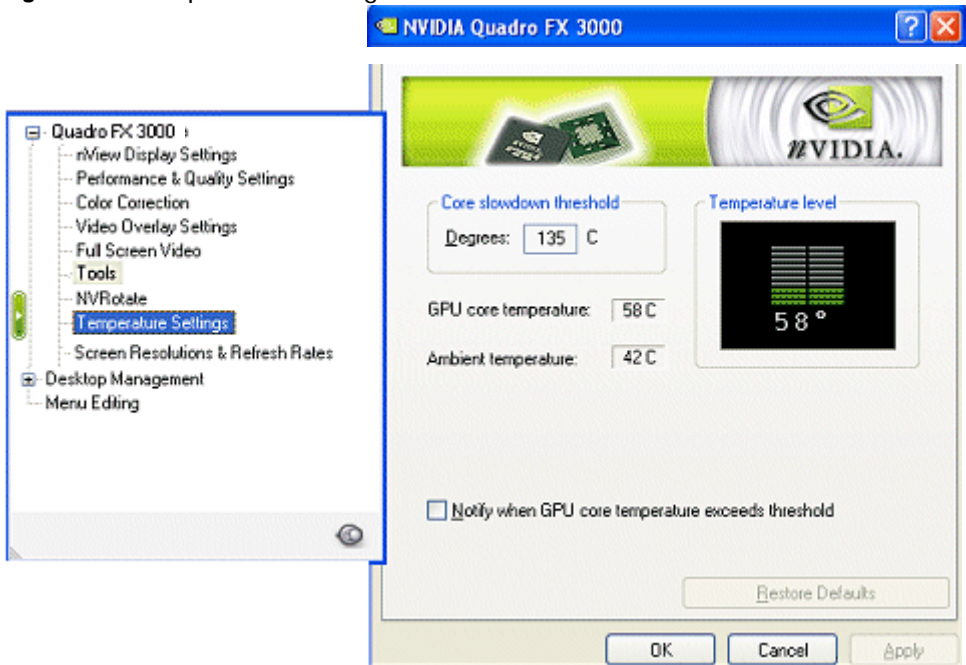 NVIDIA Quadro FX 3000
Quadro FX 3000
nView Display Settings
Performance & Quality Settings
Color Correction
Video Overlay Settings
Full Screen Video
Tools
NVRotate
Temperature Settings
Screen Resolutions & Refresh Rates
Desktop Management
Menu Editing
nVIDIA.
Core slowdown threshold
Degrees: 135 C
Temperature level
58°
GPU core temperature: 58 C
Ambient temperature: 42 C
Notify when GPU core temperature exceeds threshold
Restore Defaults
OK Cancel Apply